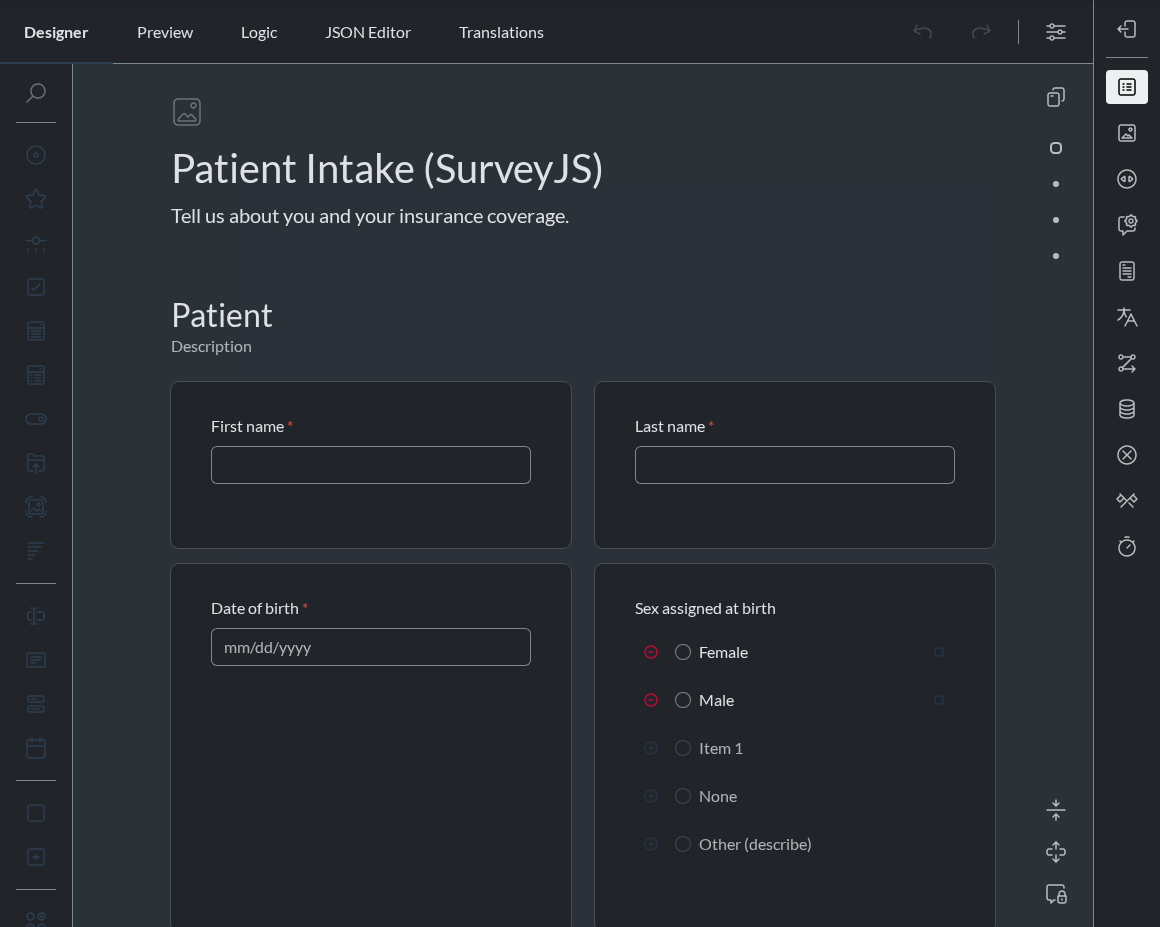 Designer Preview Logic JSON Editor Translations
Patient Intake (SurveyJS)
Tell us about you and your insurance coverage.
Patient
Description
First name *
Last name *
Date of birth *
mm/dd/yyyy
Sex assigned at birth
Female
Male
Item 1
None
Other (describe)